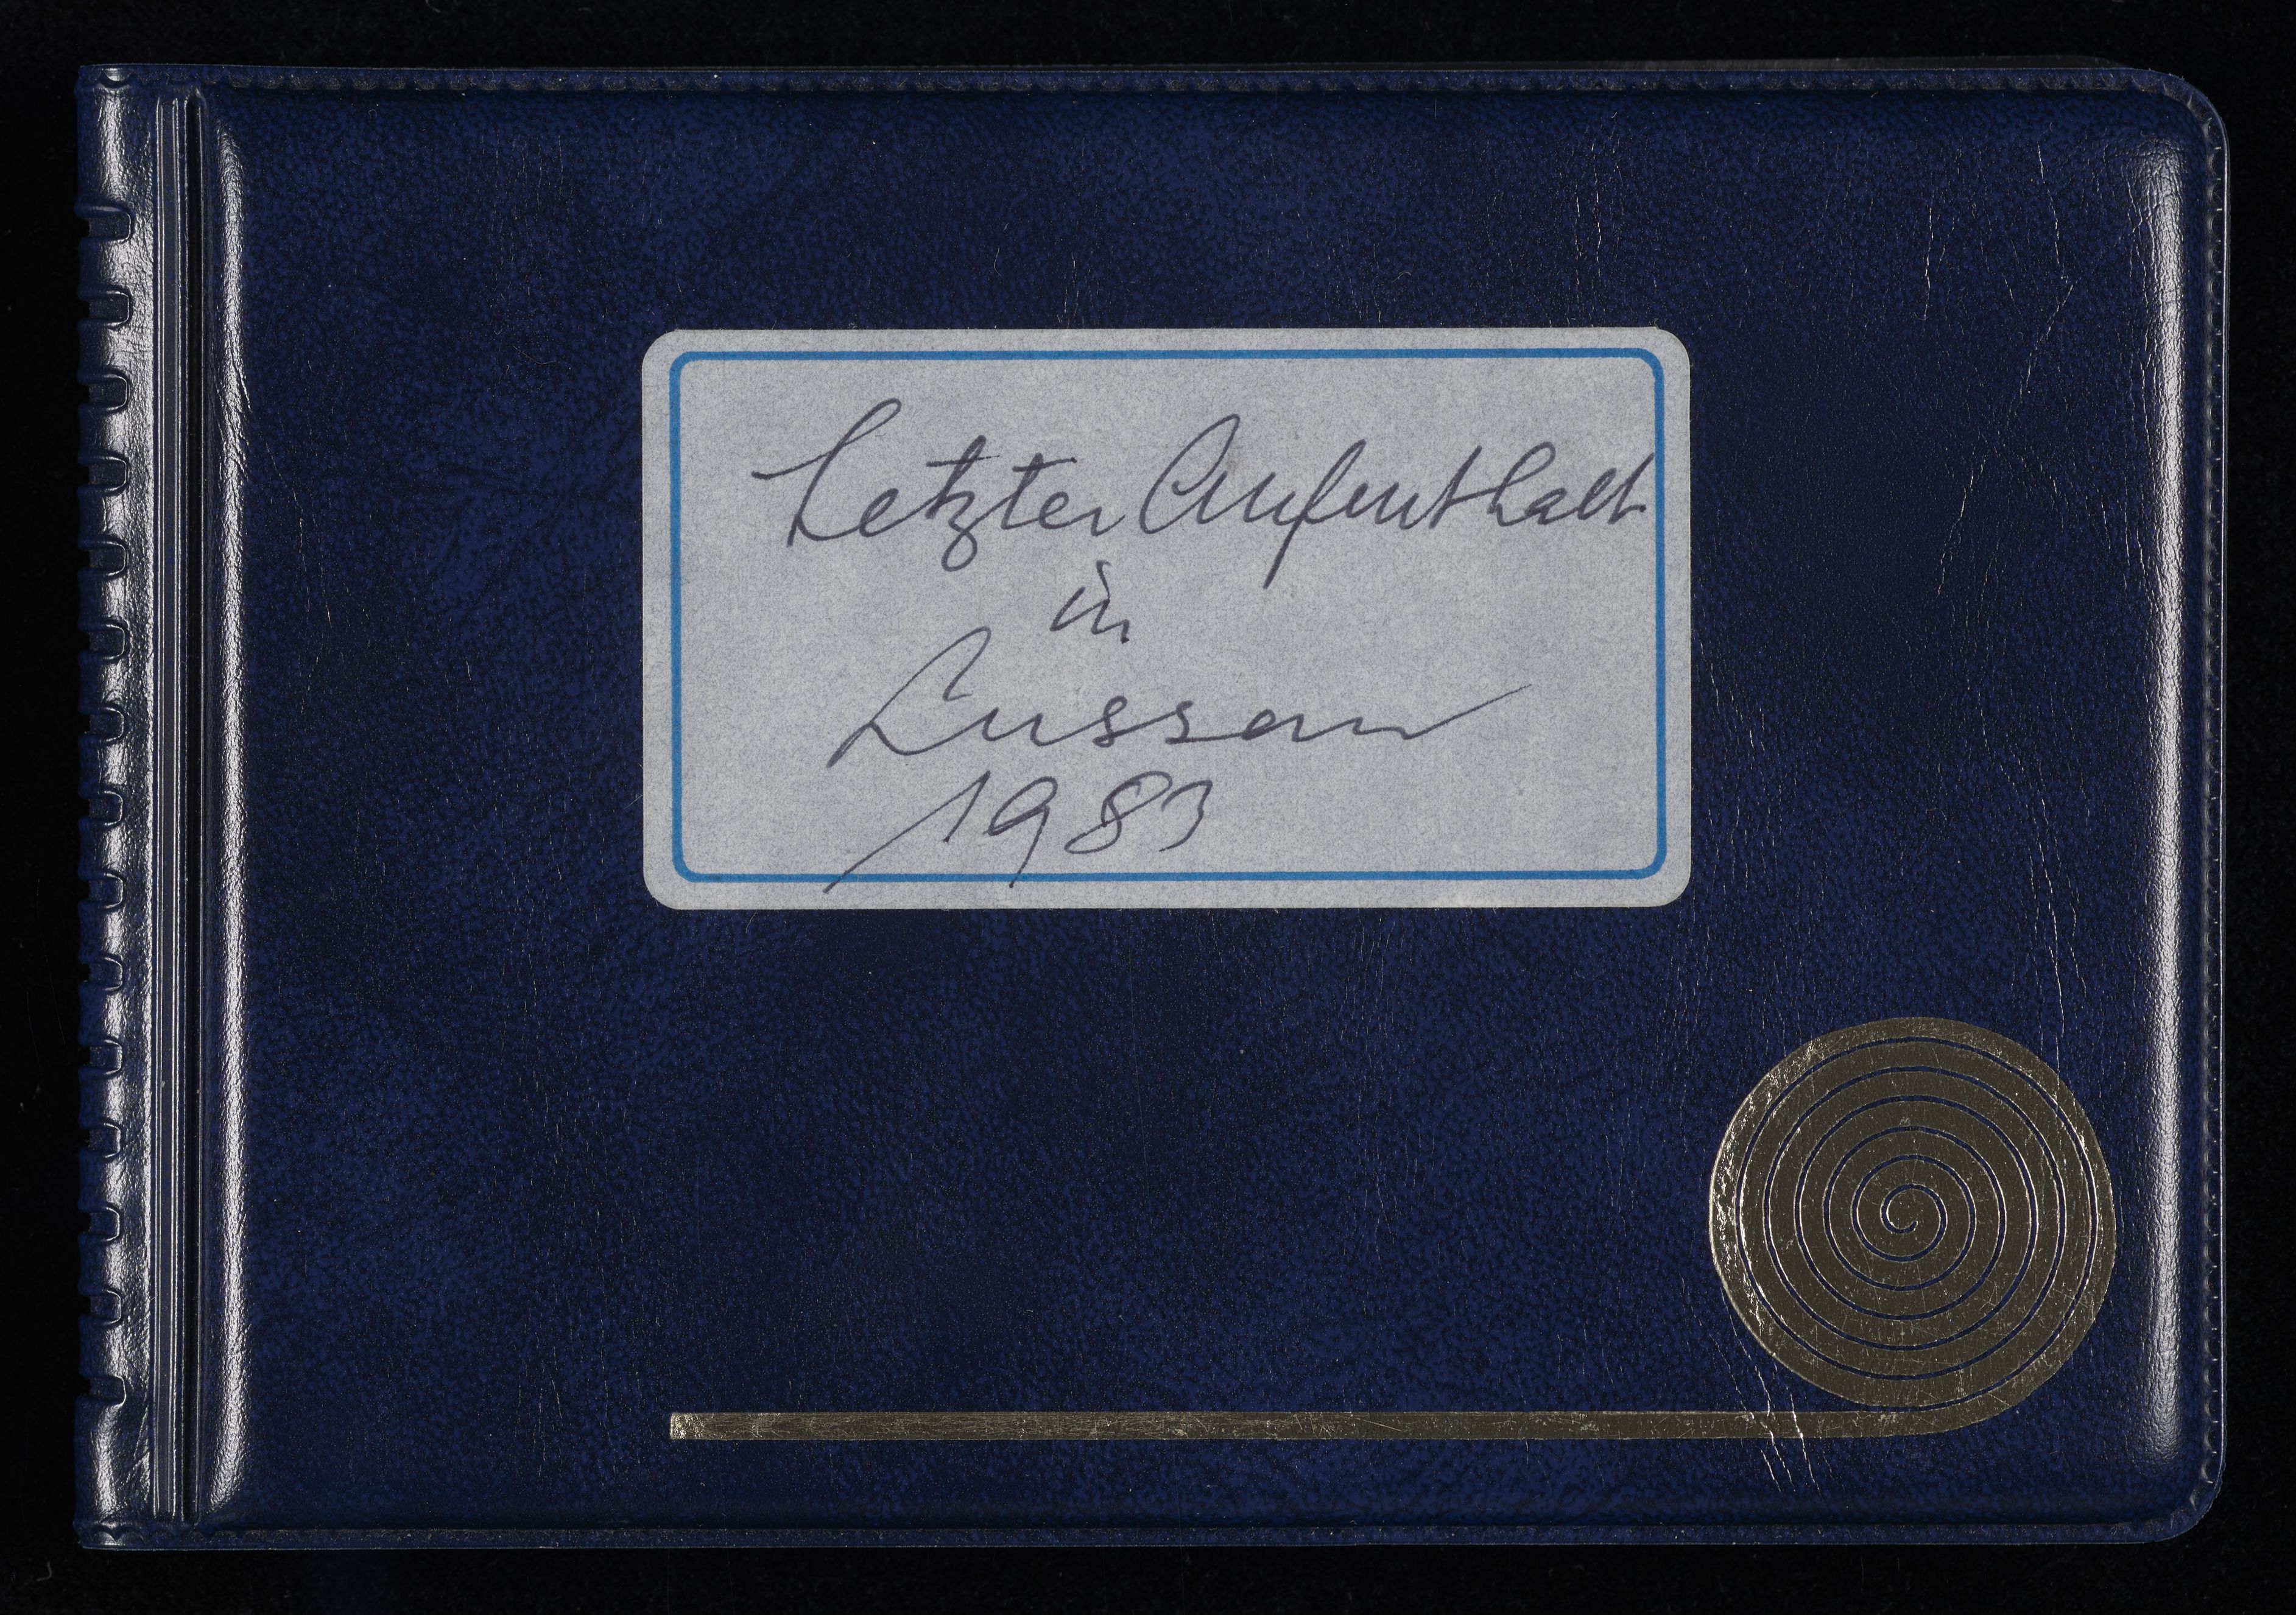 Letzter Aufenthalt
in
Lussan
1983